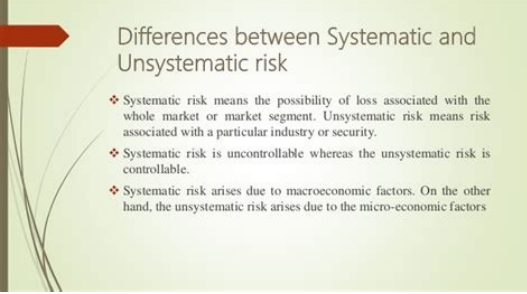 Differences between Systematic and
Unsystematic risk
❖ Systematic risk means the possibility of loss associated with the
whole market or market segment. Unsystematic risk means risk
associated with a particular industry or security.
❖ Systematic risk is uncontrollable whereas the unsystematic risk is
controllable.
❖ Systematic risk arises due to macroeconomic factors. On the other
hand, the unsystematic risk arises due to the micro-economic factors